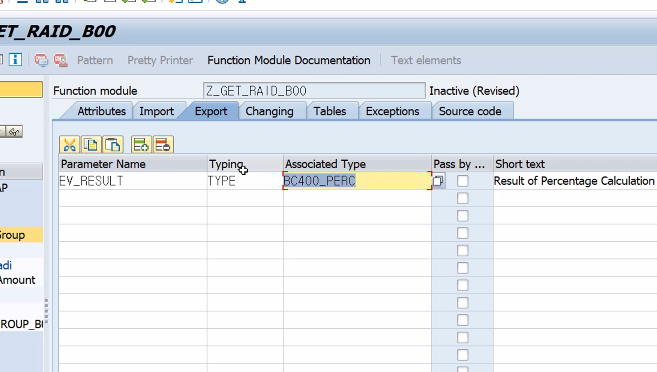 ET_RAID_B00
Pattern Pretty Printer Function Module Documentation Text elements
Function module Z_GET_RAID_B00 Inactive (Revised)
Attributes Import Export Changing Tables Exceptions Source code
Parameter Name Typing Associated Type Pass by ... Short text
EV_RESULT TYPE BC400_PERC Result of Percentage Calculation
n
AP
Group
adi
Amount
ROUP_B(